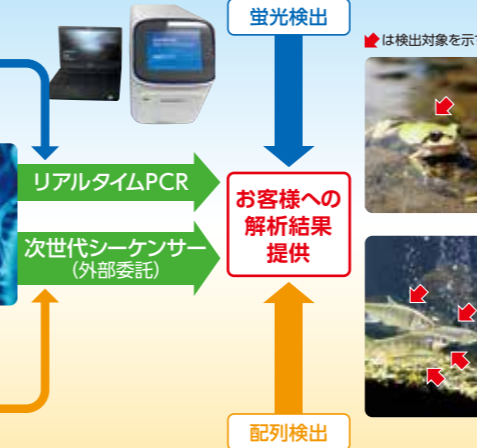 蛍光検出
は検出対象を示
リアルタイムPCR
お客様への
解析結果
提供
次世代シーケンサー
(外部委託)
配列検出